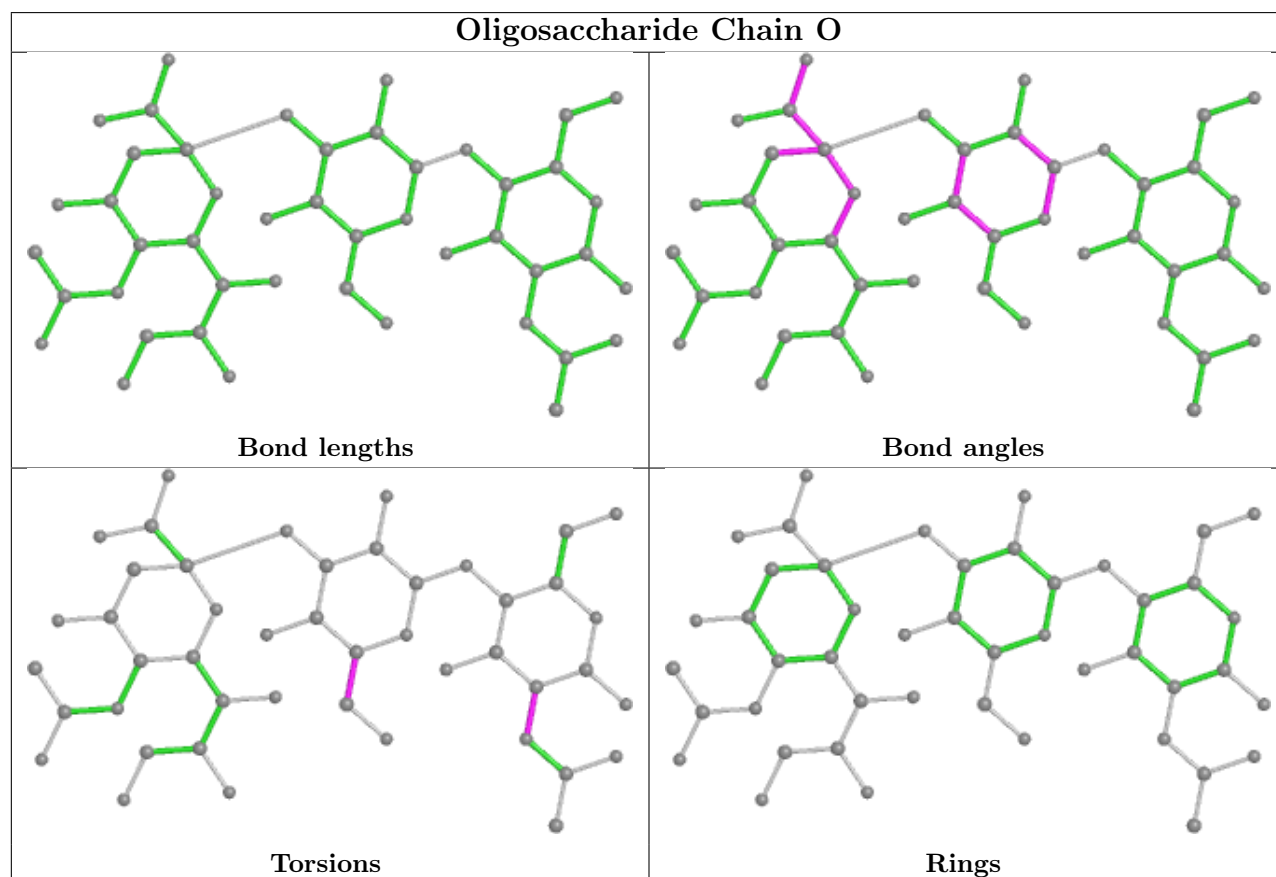 Oligosaccharide Chain O
Bond lengths
Bond angles
Torsions
Rings